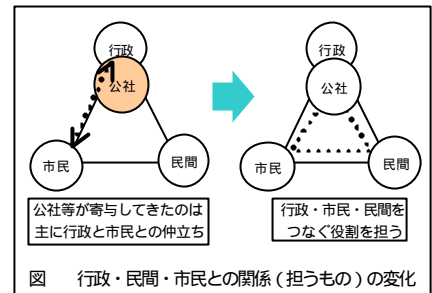 行政
公社
市民
民間
公社等が寄与してきたのは
主に行政と市民との仲立ち
行政
公社
市民
民間
行政・市民・民間を
つなぐ役割を担う
図　行政・民間・市民との関係（担うもの）の変化